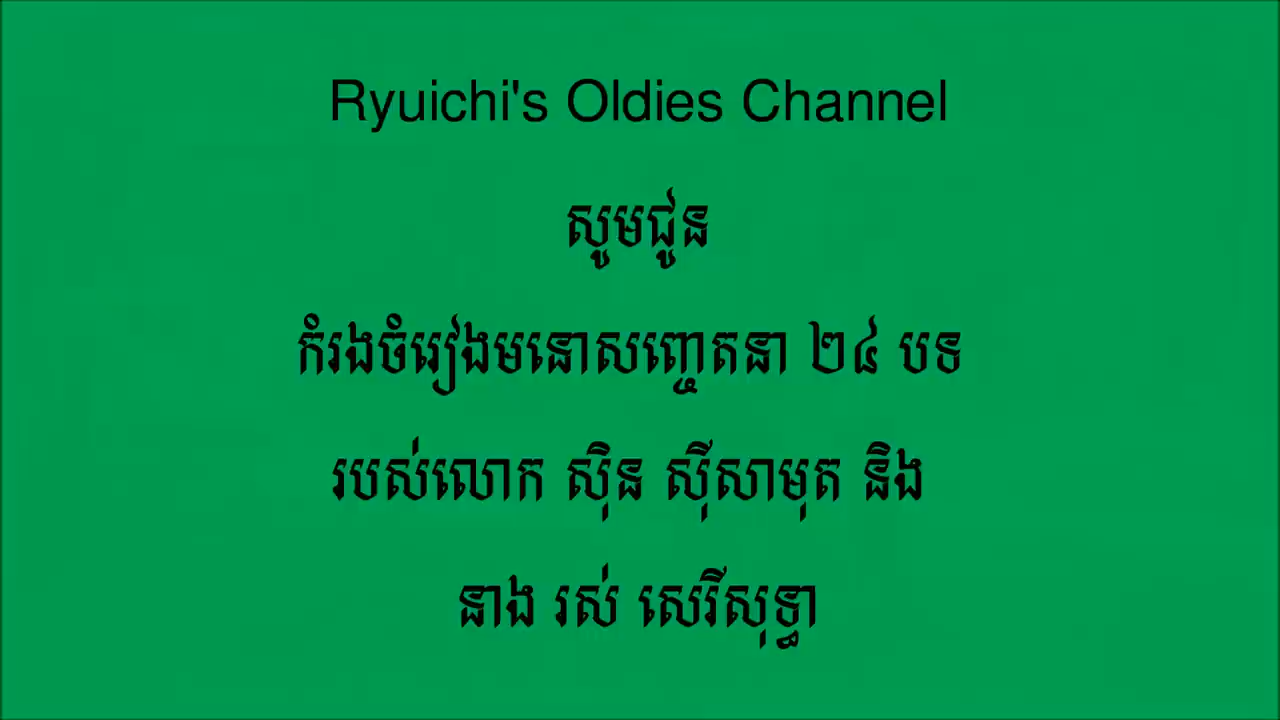 Ryuichi's Oldies Channel
សូមជូន
កំរងចំរៀងមនោសញ្ចេតនា ២៤ បទ
របស់លោក ស៊ិន ស៊ីសាមុត និង
នាង រស់ សេរីសុទ្ធា